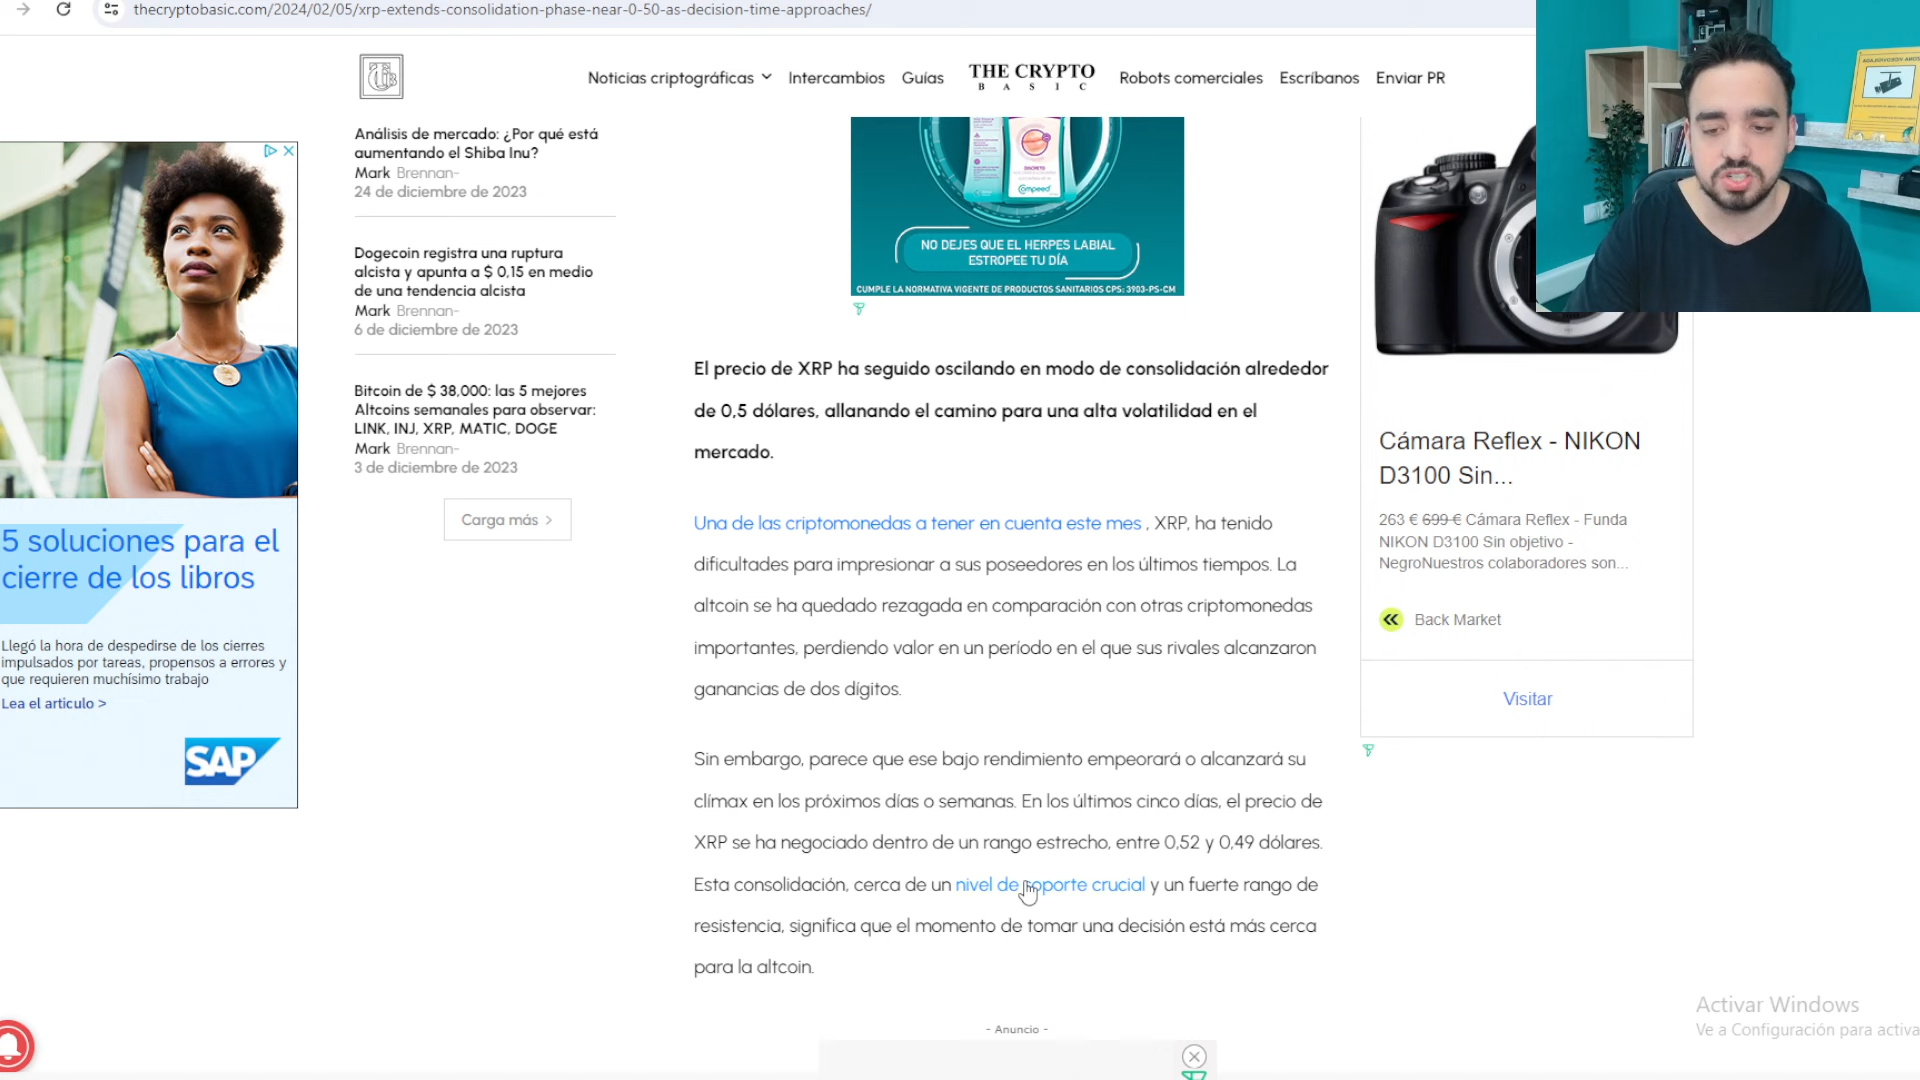 thecryptobasic.com/2024/02/05/xrp-extends-consolidation-phase-near-0-50-as-decision-time-approaches/
Noticias criptográficas
Intercambios
Guías
THE CRYPTO
BASIC
Robots comerciales
Escríbanos
Enviar PR
Análisis de mercado: ¿Por qué está
aumentando el Shiba Inu?
Mark Brennan-
24 de diciembre de 2023
Dogecoin registra una ruptura
alcista y apunta a $ 0,15 en medio
de una tendencia alcista
Mark Brennan-
6 de diciembre de 2023
Bitcoin de $ 38,000: las 5 mejores
Altcoins semanales para observar:
LINK, INJ, XRP, MATIC, DOGE
Mark Brennan-
3 de diciembre de 2023
Carga más >
5 soluciones para el
cierre de los libros
Llegó la hora de despedirse de los cierres
impulsados por tareas, propensos a errores y
que requieren muchísimo trabajo
Lea el articulo >
SAP
DISCRETO
Compeed
NO DEJES QUE EL HERPES LABIAL
ESTROPEE TU DÍA
CUMPLE LA NORMATIVA VIGENTE DE PRODUCTOS SANITARIOS CPS: 3903-PS-CM
El precio de XRP ha seguido oscilando en modo de consolidación alrededor
de 0,5 dólares, allanando el camino para una alta volatilidad en el
mercado.
Una de las criptomonedas a tener en cuenta este mes , XRP, ha tenido
dificultades para impresionar a sus poseedores en los últimos tiempos. La
altcoin se ha quedado rezagada en comparación con otras criptomonedas
importantes, perdiendo valor en un período en el que sus rivales alcanzaron
ganancias de dos dígitos.
Sin embargo, parece que ese bajo rendimiento empeorará o alcanzará su
clímax en los próximos días o semanas. En los últimos cinco días, el precio de
XRP se ha negociado dentro de un rango estrecho, entre 0,52 y 0,49 dólares.
Esta consolidación, cerca de un nivel de soporte crucial y un fuerte rango de
resistencia, significa que el momento de tomar una decisión está más cerca
para la altcoin.
- Anuncio -
Cámara Reflex - NIKON
D3100 Sin...
263 € 699 € Cámara Reflex - Funda
NIKON D3100 Sin objetivo -
NegroNuestros colaboradores son...
Back Market
Visitar
Activar Windows
Ve a Configuración para activa